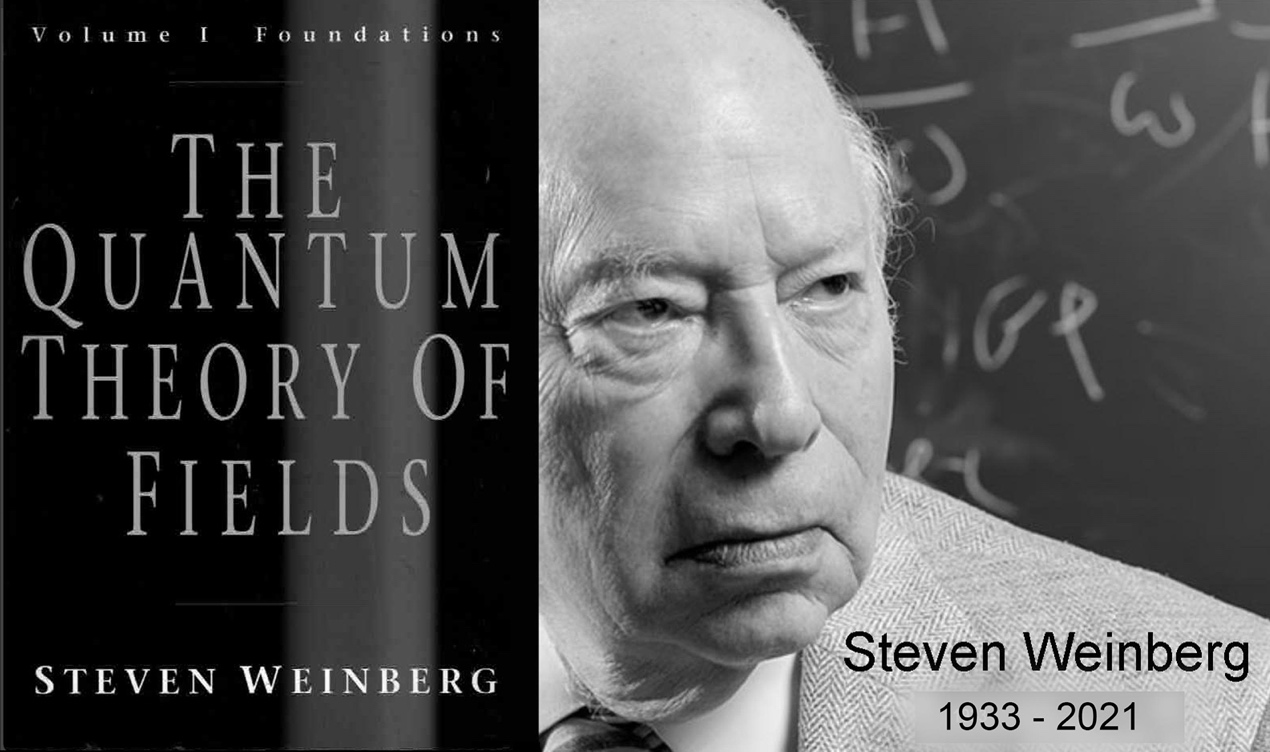 Volume I Foundations
THE
QUANTUM
THEORY OF
FIELDS
STEVEN WEINBERG
Steven Weinberg
1933 - 2021